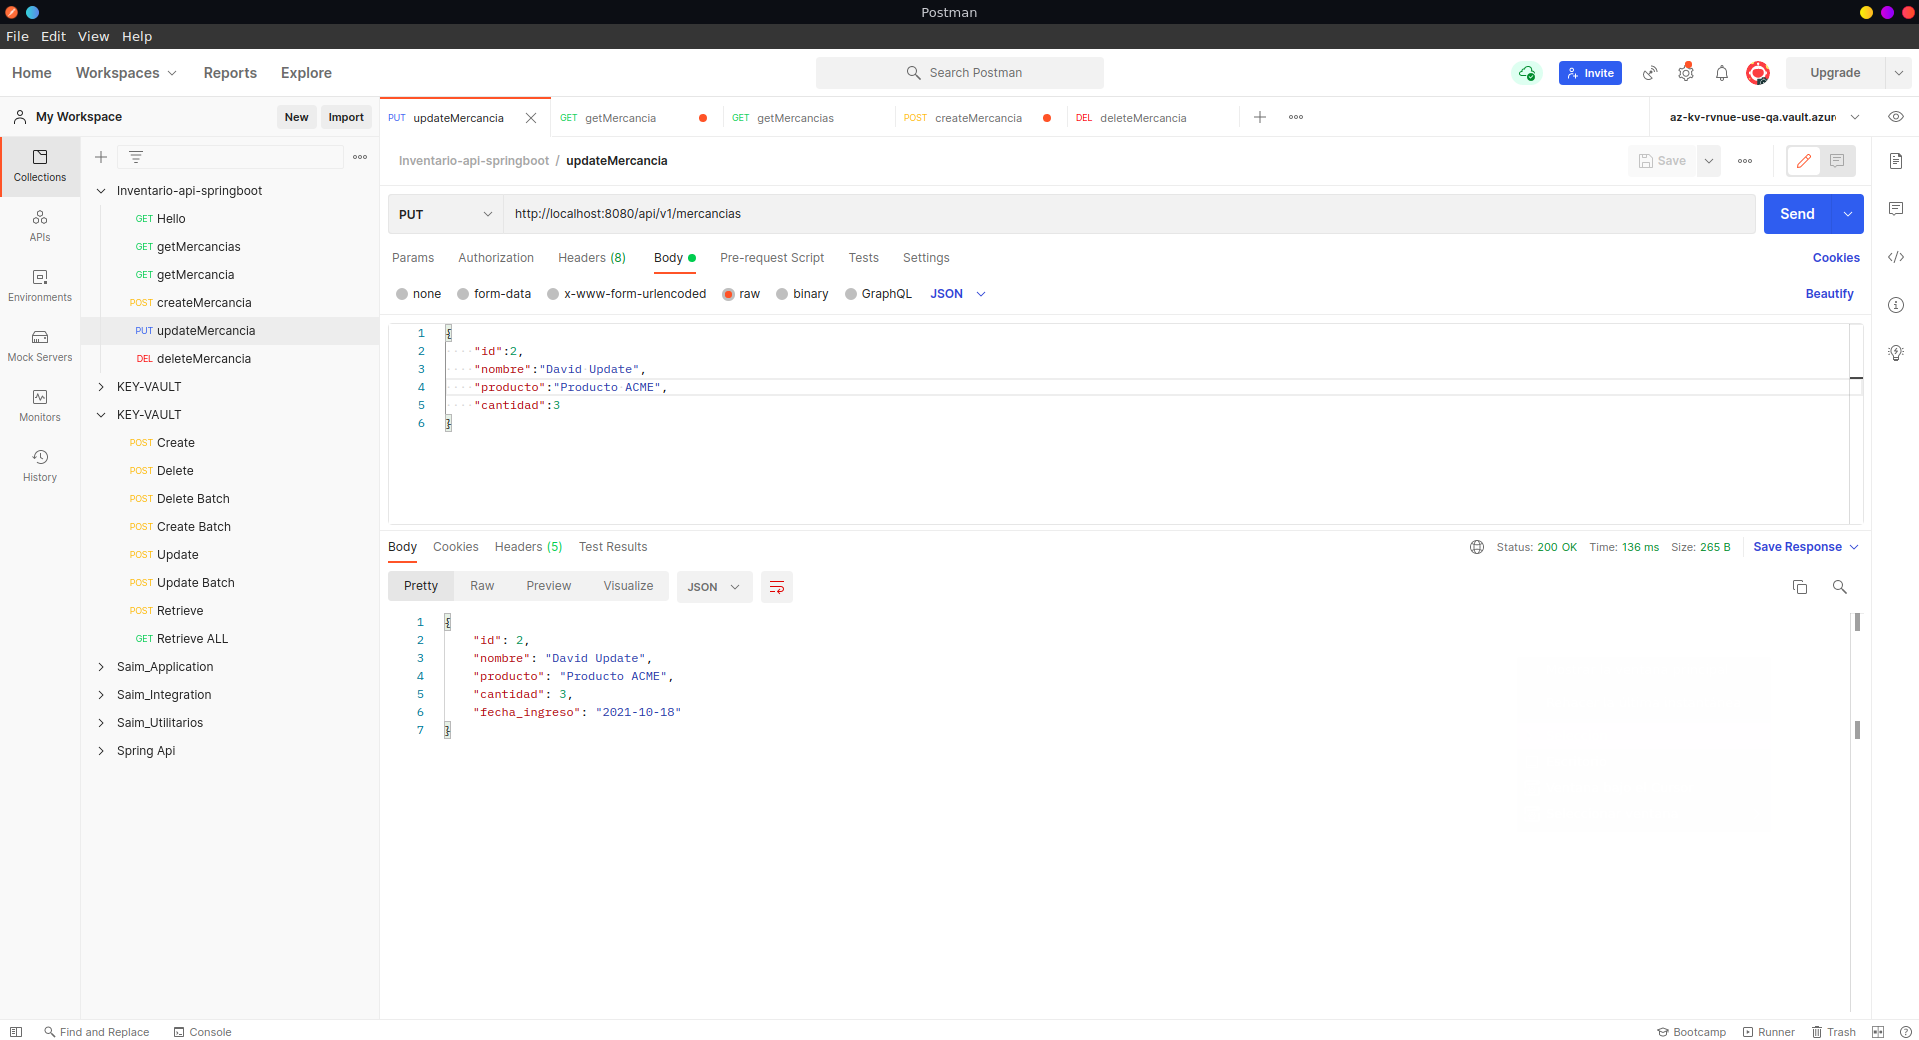 Postman
File Edit View Help
Home Workspaces Reports Explore Search Postman Invite Upgrade
My Workspace New Import
PUT updateMercancia GET getMercancia GET getMercancias POST createMercancia DEL deleteMercancia az-kv-rvnue-use-qa.vault.azur
Collections
APIs
Environments
Mock Servers
Monitors
History
Inventario-api-springboot
GET Hello
GET getMercancias
GET getMercancia
POST createMercancia
PUT updateMercancia
DEL deleteMercancia
KEY-VAULT
KEY-VAULT
POST Create
POST Delete
POST Delete Batch
POST Create Batch
POST Update
POST Update Batch
POST Retrieve
GET Retrieve ALL
Saim_Application
Saim_Integration
Saim_Utilitarios
Spring Api
Inventario-api-springboot / updateMercancia Save
PUT http://localhost:8080/api/v1/mercancias Send
Params Authorization Headers (8) Body Pre-request Script Tests Settings Cookies
none form-data x-www-form-urlencoded raw binary GraphQL JSON Beautify
1 {
2 "id":2,
3 "nombre":"David Update",
4 "producto":"Producto ACME",
5 "cantidad":3
6 }
Body Cookies Headers (5) Test Results Status: 200 OK Time: 136 ms Size: 265 B Save Response
Pretty Raw Preview Visualize JSON
1 {
2 "id": 2,
3 "nombre": "David Update",
4 "producto": "Producto ACME",
5 "cantidad": 3,
6 "fecha_ingreso": "2021-10-18"
7 }
Find and Replace Console Bootcamp Runner Trash